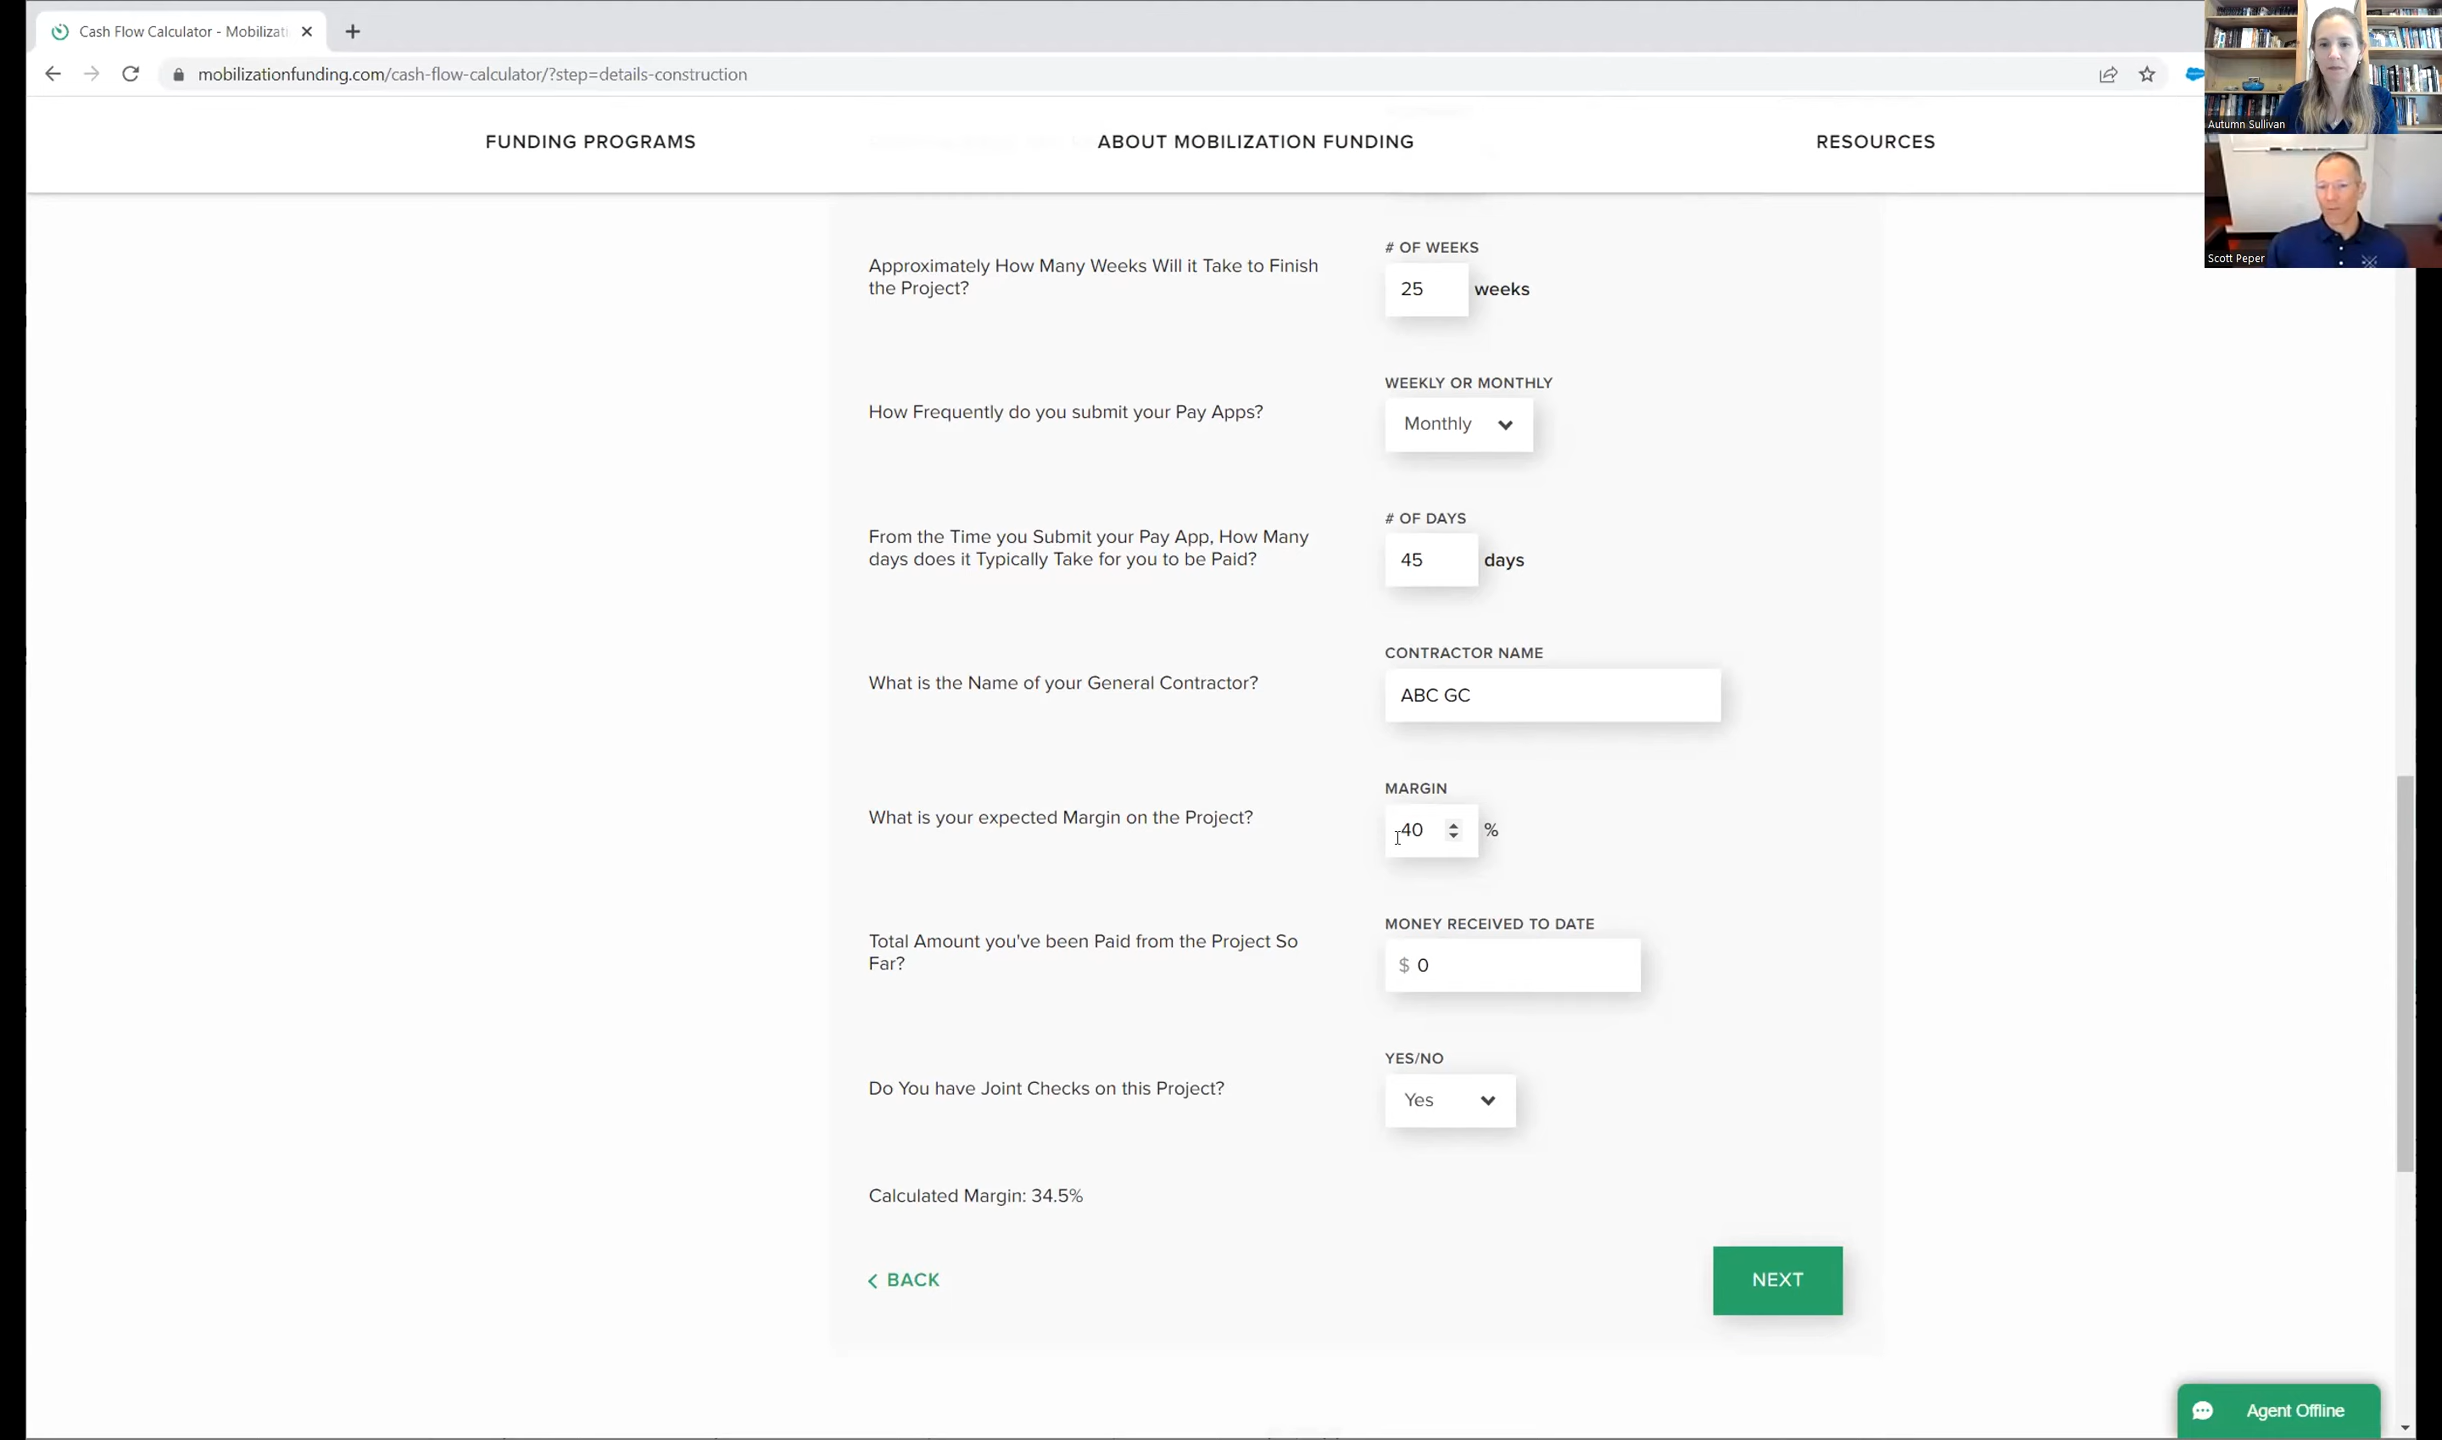 Cash Flow Calculator - Mobilizati
mobilizationfunding.com/cash-flow-calculator/?step=details-construction
Autumn Sullivan
FUNDING PROGRAMS
ABOUT MOBILIZATION FUNDING
RESOURCES
Scott Peper
# OF WEEKS
Approximately How Many Weeks Will it Take to Finish
the Project?
25 weeks
WEEKLY OR MONTHLY
How Frequently do you submit your Pay Apps?
Monthly
# OF DAYS
From the Time you Submit your Pay App, How Many
days does it Typically Take for you to be Paid?
45 days
CONTRACTOR NAME
What is the Name of your General Contractor?
ABC GC
MARGIN
What is your expected Margin on the Project?
40 %
MONEY RECEIVED TO DATE
Total Amount you've been Paid from the Project So
Far?
$ 0
YES/NO
Do You have Joint Checks on this Project?
Yes
Calculated Margin: 34.5%
BACK
NEXT
Agent Offline